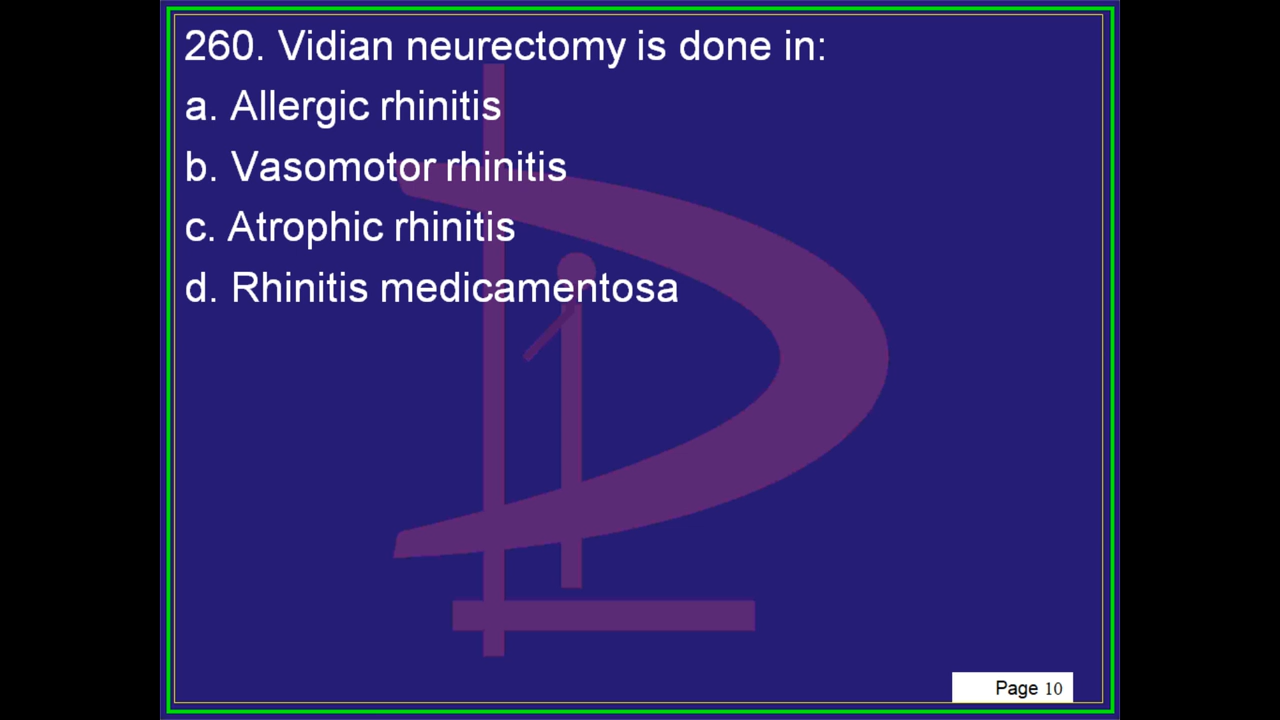 260. Vidian neurectomy is done in:
a. Allergic rhinitis
b. Vasomotor rhinitis
c. Atrophic rhinitis
d. Rhinitis medicamentosa
Page 10